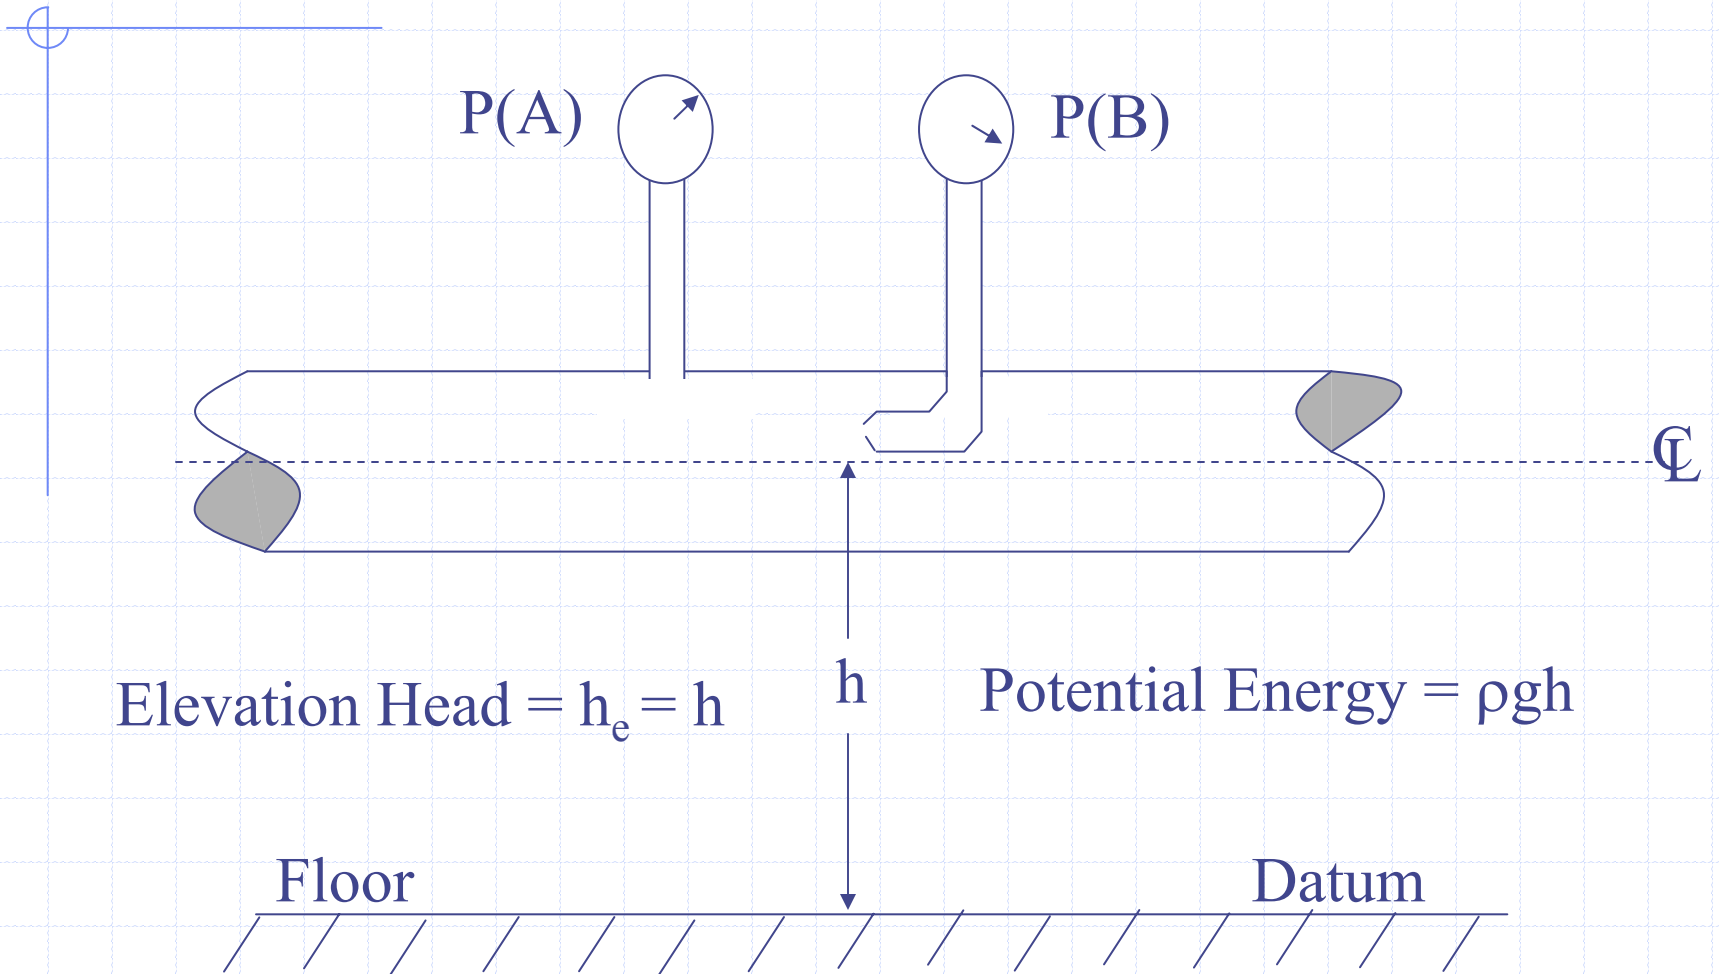 P(A)
P(B)
℄
Elevation Head = hₑ = h
h
Potential Energy = ρgh
Floor
Datum